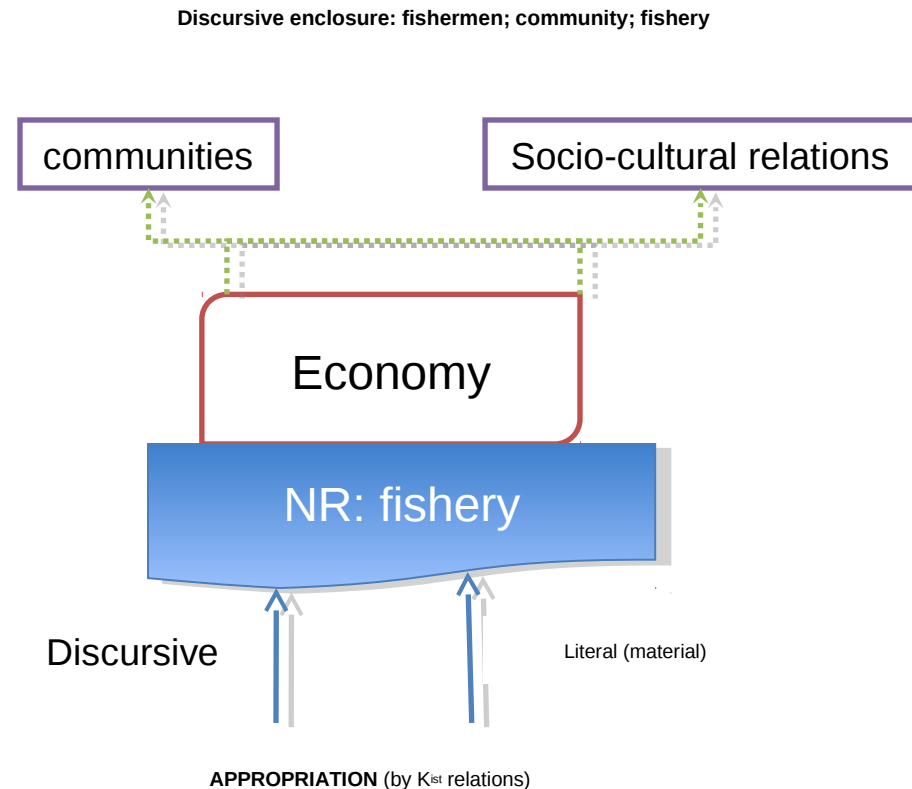 Discursive enclosure: fishermen; community; fishery
communities
Socio-cultural relations
Economy
NR: fishery
Discursive
Literal (material)
APPROPRIATION (by Kist relations)